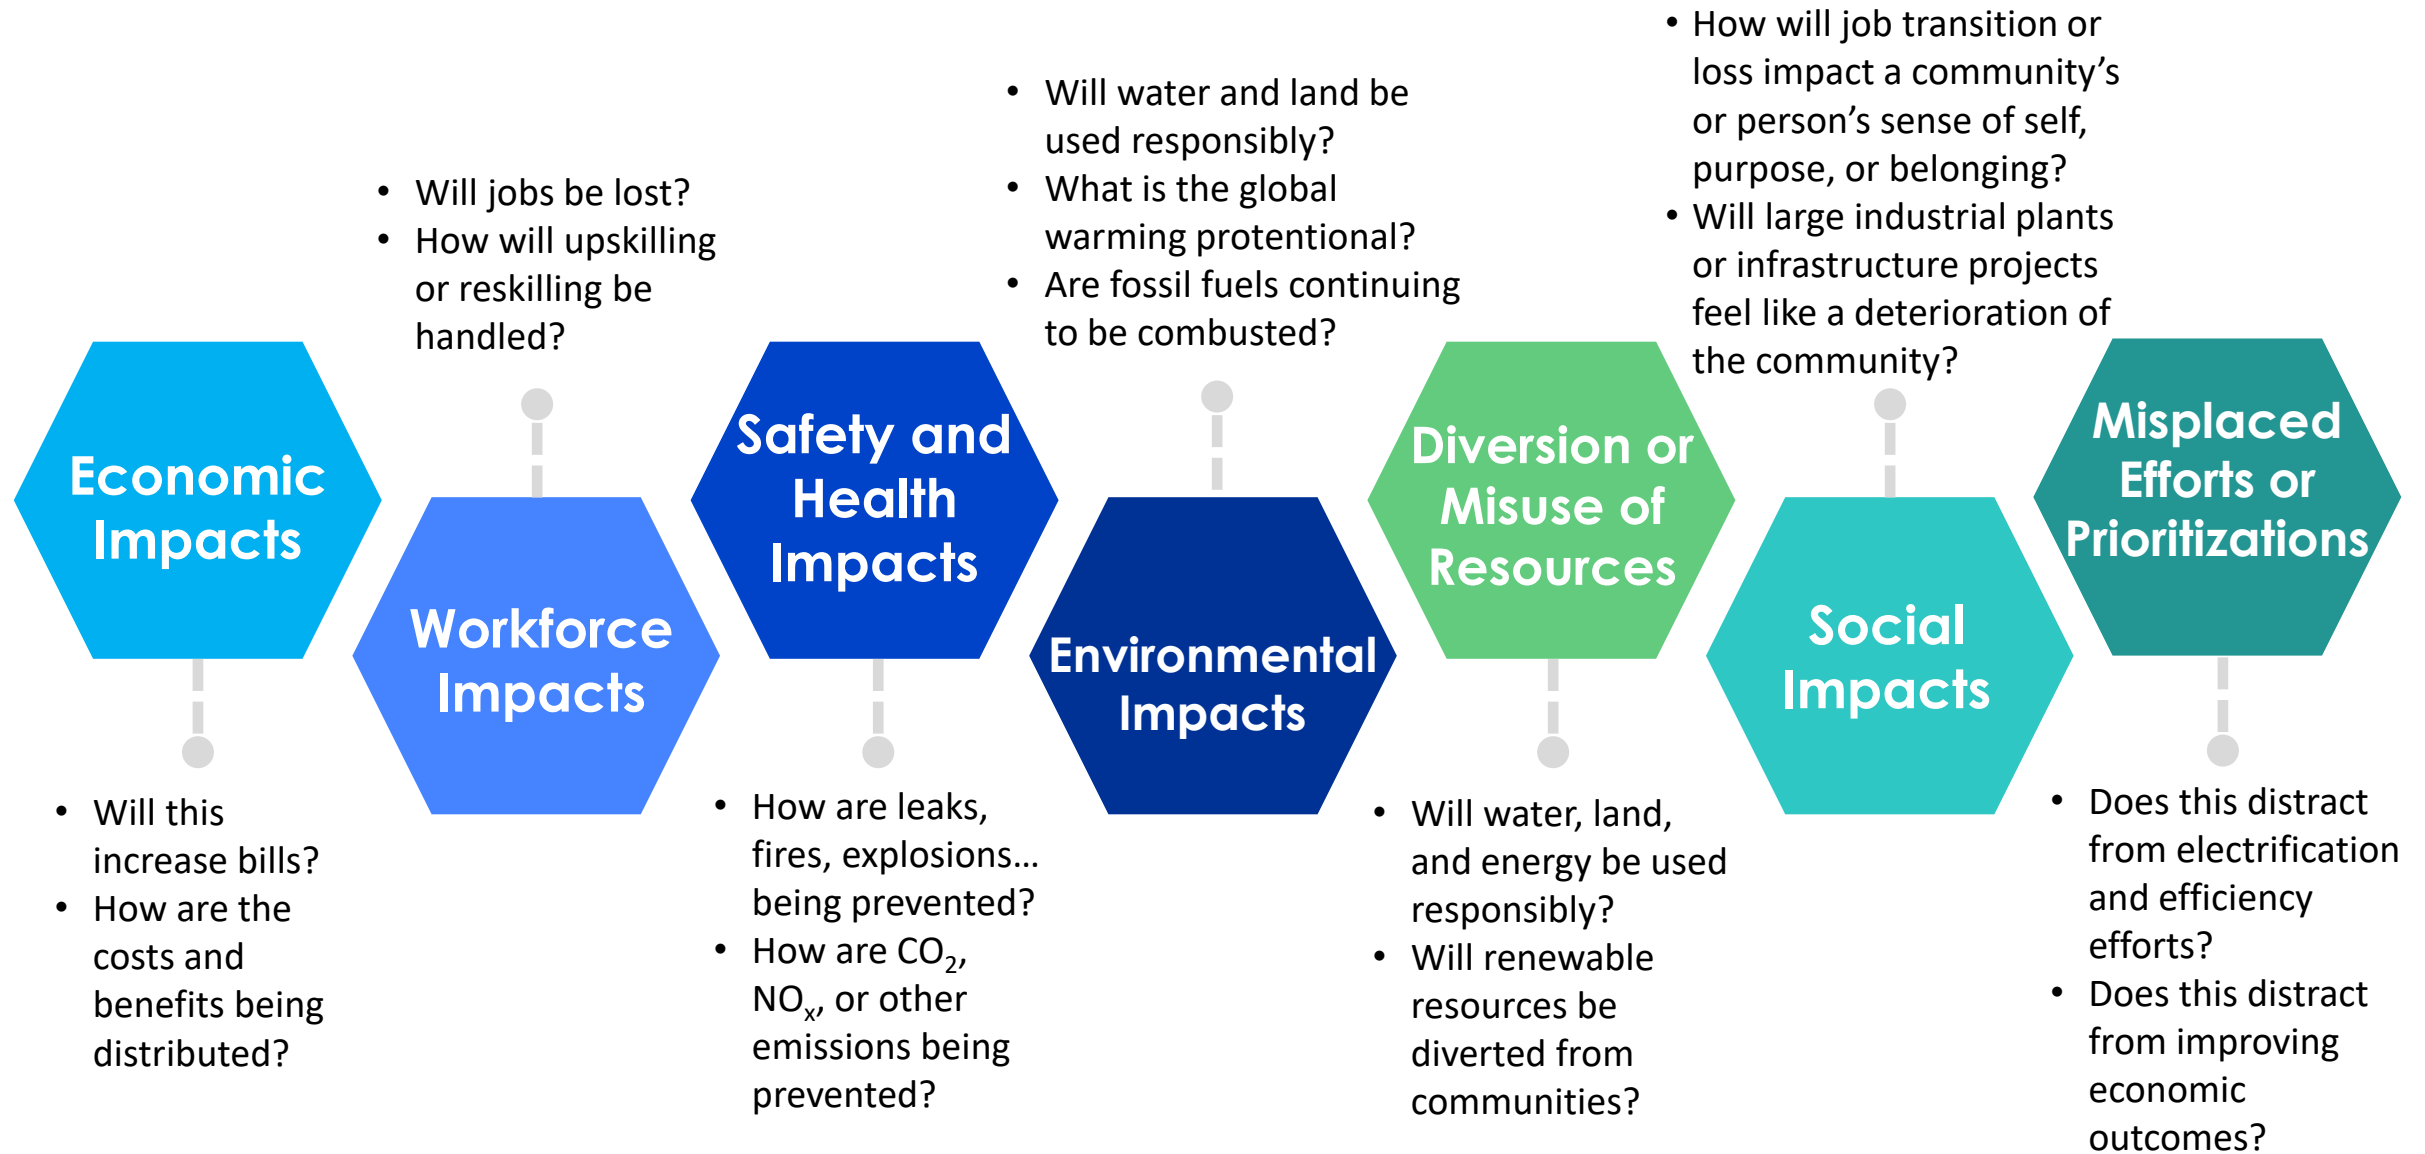 Economic
Impacts
• Will this
increase bills?
• How are the
costs and
benefits being
distributed?
• Will jobs be lost?
• How will upskilling
or reskilling be
handled?
Workforce
Impacts
Safety and
Health
Impacts
• How are leaks,
fires, explosions…
being prevented?
• How are CO₂,
NOₓ, or other
emissions being
prevented?
• Will water and land be
used responsibly?
• What is the global
warming protentional?
• Are fossil fuels continuing
to be combusted?
Environmental
Impacts
Diversion or
Misuse of
Resources
• Will water, land,
and energy be used
responsibly?
• Will renewable
resources be
diverted from
communities?
• How will job transition or
loss impact a community’s
or person’s sense of self,
purpose, or belonging?
• Will large industrial plants
or infrastructure projects
feel like a deterioration of
the community?
Social
Impacts
Misplaced
Efforts or
Prioritizations
• Does this distract
from electrification
and efficiency
efforts?
• Does this distract
from improving
economic
outcomes?